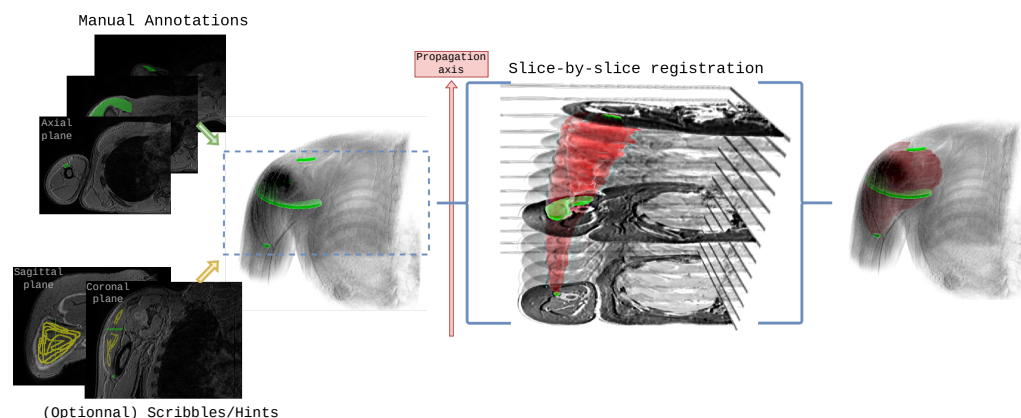 Manual Annotations
Axial
plane
Propagation
axis
Slice-by-slice registration
Sagittal
plane
Coronal
plane
(Optionnal) Scribbles/Hints